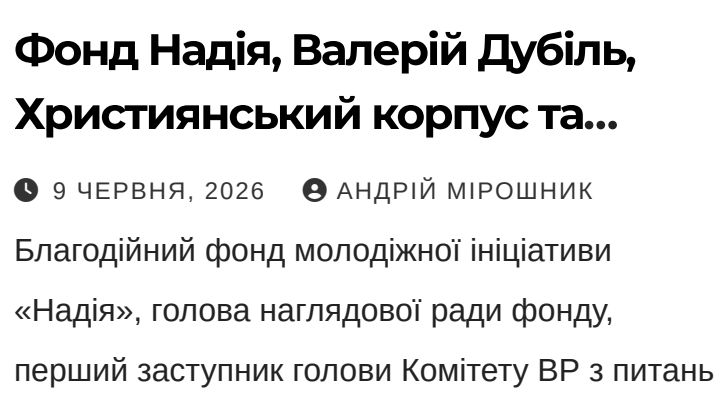 Фонд Надія, Валерій Дубіль,
Християнський корпус та...
9 ЧЕРВНЯ, 2026 АНДРІЙ МІРОШНИК
Благодійний фонд молодіжної ініціативи
«Надія», голова наглядової ради фонду,
перший заступник голови Комітету ВР з питань